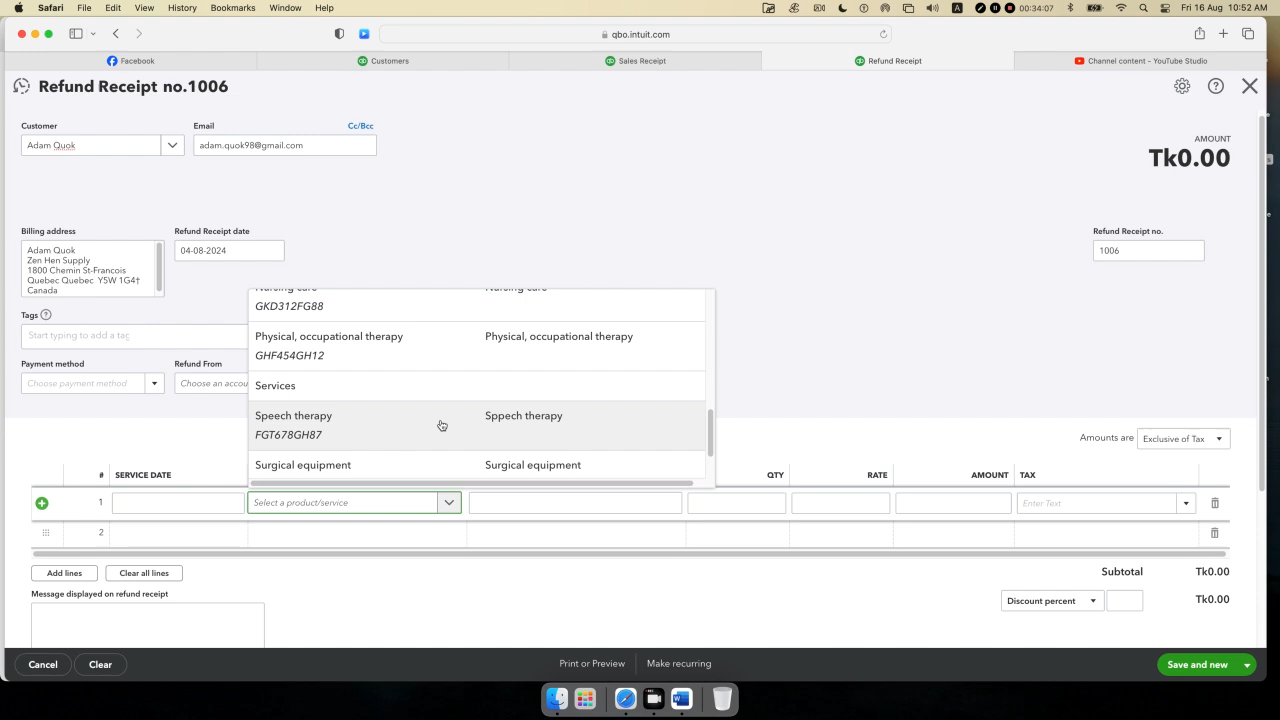 Safari File Edit View History Bookmarks Window Help 00:34:07 A Fri 16 Aug 10:52 AM
qbo.intuit.com
Facebook Customers Sales Receipt Refund Receipt Channel content - YouTube Studio
Refund Receipt no.1006
Customer Email Cc/Bcc
AMOUNT
Adam Quok adam.quok98@gmail.com
Tk0.00
Billing address Refund Receipt date Refund Receipt no.
Adam Quok
Zen Hen Supply
1800 Chemin St-Francois
Quebec Quebec Y5W 1G4†
Canada
04-08-2024 1006
Tags
Start typing to add a tag
Payment method Refund From
Choose payment method Choose an accou
Nursing care Nursing care
GKD312FG88
Physical, occupational therapy Physical, occupational therapy
GHF454GH12
Services
Speech therapy Sppech therapy
FGT678GH87
Surgical equipment Surgical equipment
Amounts are Exclusive of Tax
# SERVICE DATE QTY RATE AMOUNT TAX
1 Select a product/service Enter Text
2
Add lines Clear all lines Subtotal Tk0.00
Message displayed on refund receipt
Discount percent Tk0.00
Cancel Clear Print or Preview Make recurring Save and new